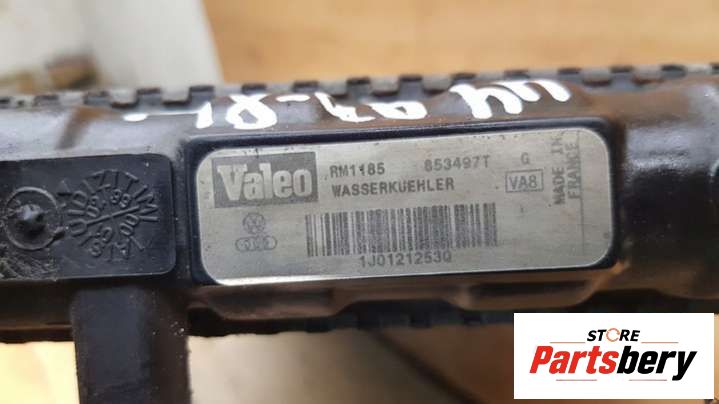 Valeo
RM1185 853497T G
WASSERKUEHLER VA8
MADE IN
FRANCE
1J0121253Q
STORE
Partsbery